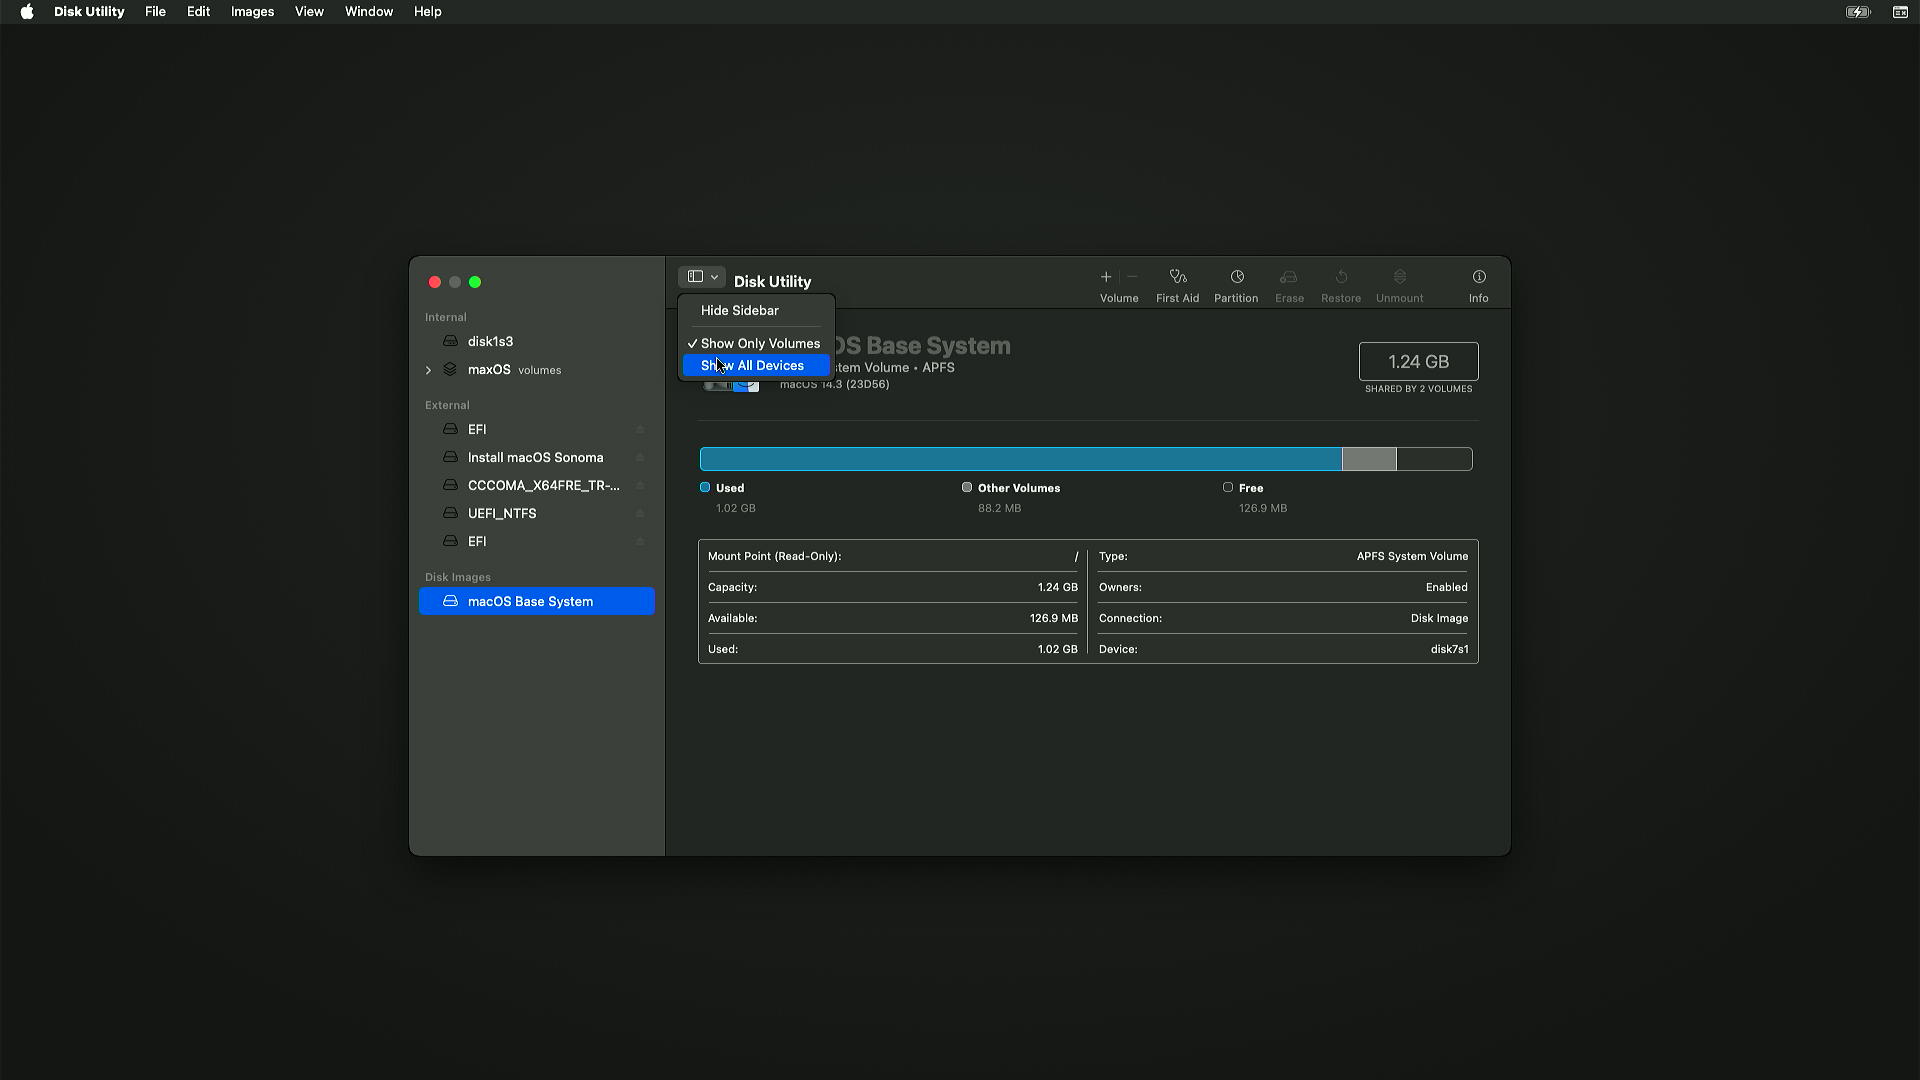 Disk Utility File Edit Images View Window Help
Disk Utility
Volume First Aid Partition Erase Restore Unmount Info
Hide Sidebar
✓ Show Only Volumes
Show All Devices
Internal
disk1s3
maxOS volumes
External
EFI
Install macOS Sonoma
CCCOMA_X64FRE_TR-...
UEFI_NTFS
EFI
Disk Images
macOS Base System
OS Base System
tem Volume • APFS
macOS 14.3 (23D56)
1.24 GB
SHARED BY 2 VOLUMES
Used Other Volumes Free
1.02 GB 88.2 MB 126.9 MB
Mount Point (Read-Only): / Type: APFS System Volume
Capacity: 1.24 GB Owners: Enabled
Available: 126.9 MB Connection: Disk Image
Used: 1.02 GB Device: disk7s1